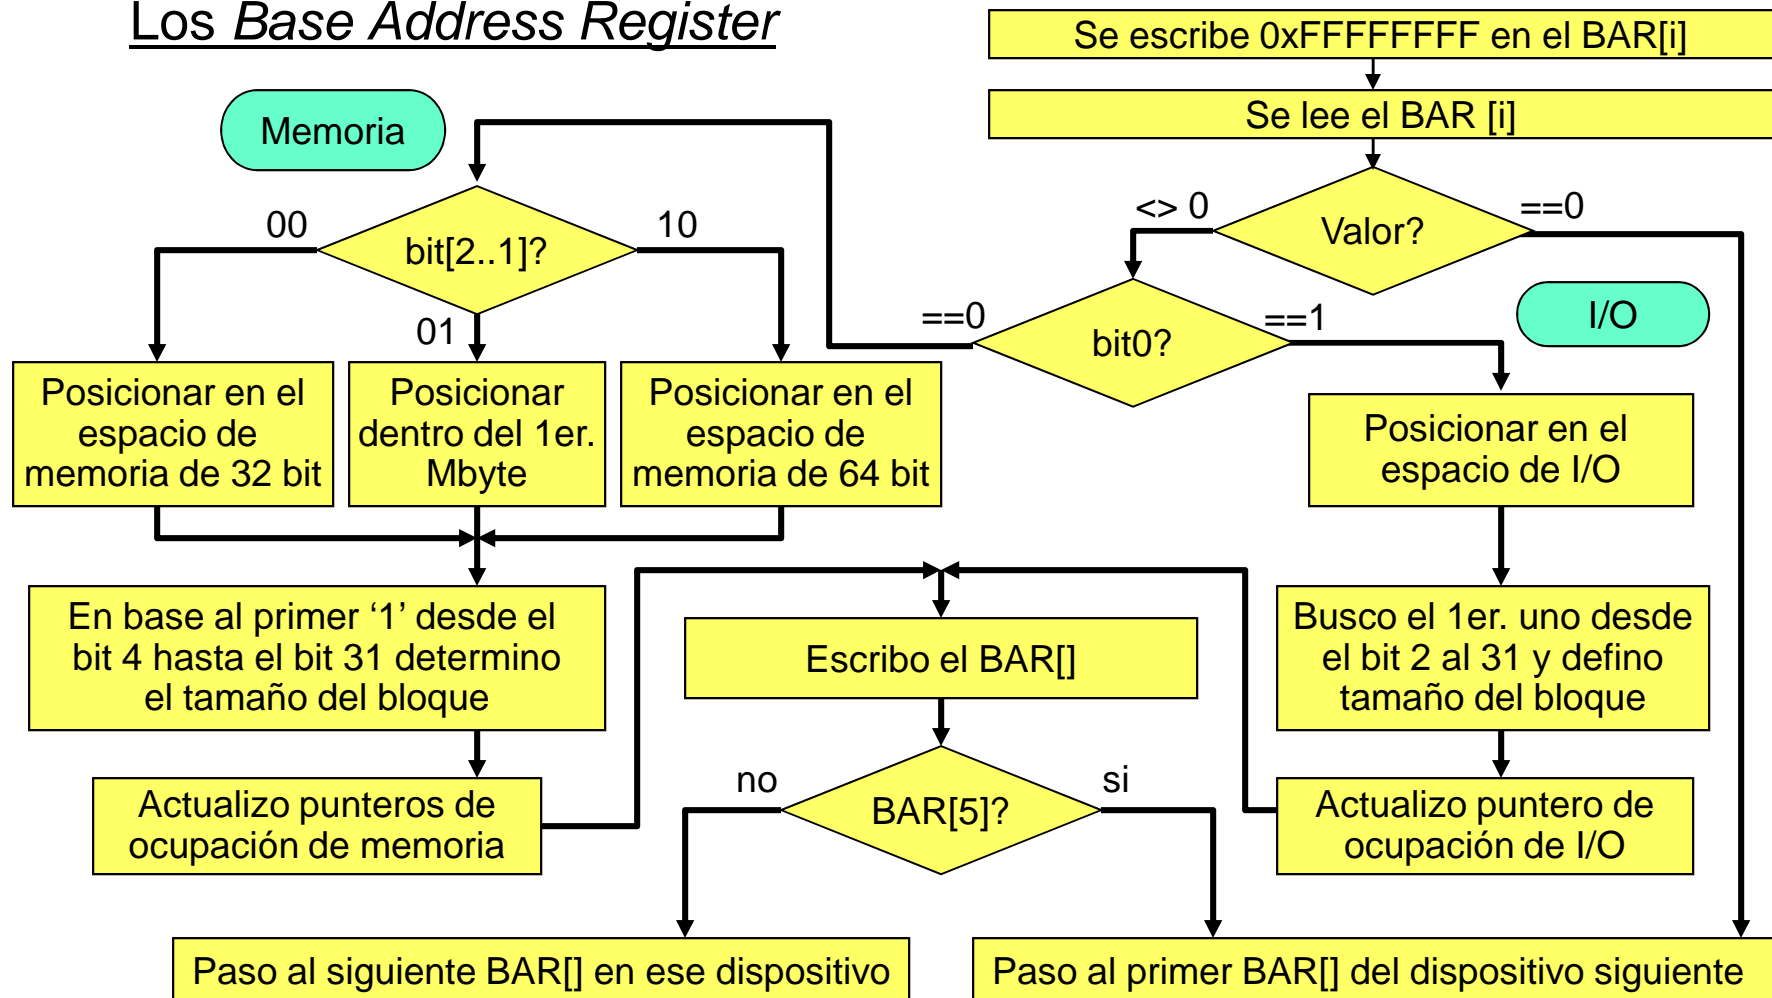 Los Base Address Register
Se escribe 0xFFFFFFFF en el BAR[i]
Se lee el BAR [i]
Memoria
<> 0
Valor?
==0
00
bit[2..1]?
10
01
==0
bit0?
==1
I/O
Posicionar en el
espacio de
memoria de 32 bit
Posicionar
dentro del 1er.
Mbyte
Posicionar en el
espacio de
memoria de 64 bit
Posicionar en el
espacio de I/O
En base al primer ‘1’ desde el
bit 4 hasta el bit 31 determino
el tamaño del bloque
Escribo el BAR[]
Busco el 1er. uno desde
el bit 2 al 31 y defino
tamaño del bloque
Actualizo punteros de
ocupación de memoria
no
BAR[5]?
si
Actualizo puntero de
ocupación de I/O
Paso al siguiente BAR[] en ese dispositivo
Paso al primer BAR[] del dispositivo siguiente